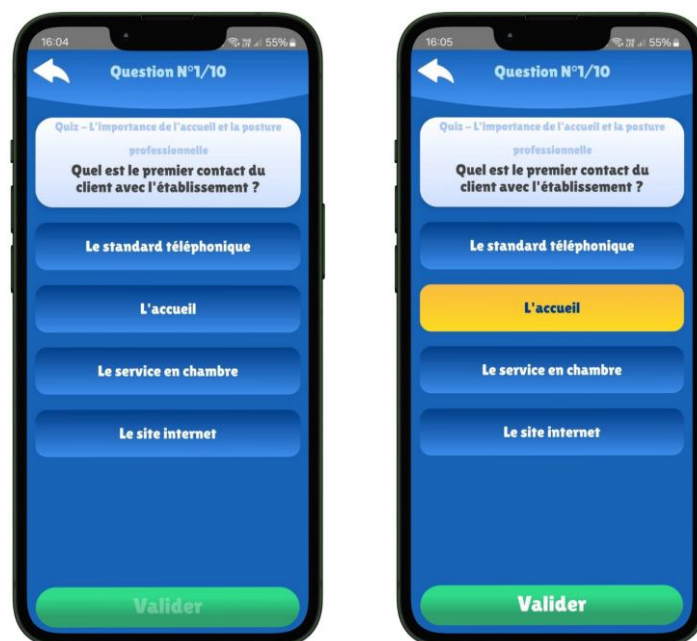 16:04
55%
Question N°1/10
Quiz – L'importance de l'accueil et la posture
professionnelle
Quel est le premier contact du
client avec l'établissement ?
Le standard téléphonique
L'accueil
Le service en chambre
Le site internet
Valider
16:05
55%
Question N°1/10
Quiz – L'importance de l'accueil et la posture
professionnelle
Quel est le premier contact du
client avec l'établissement ?
Le standard téléphonique
L'accueil
Le service en chambre
Le site internet
Valider